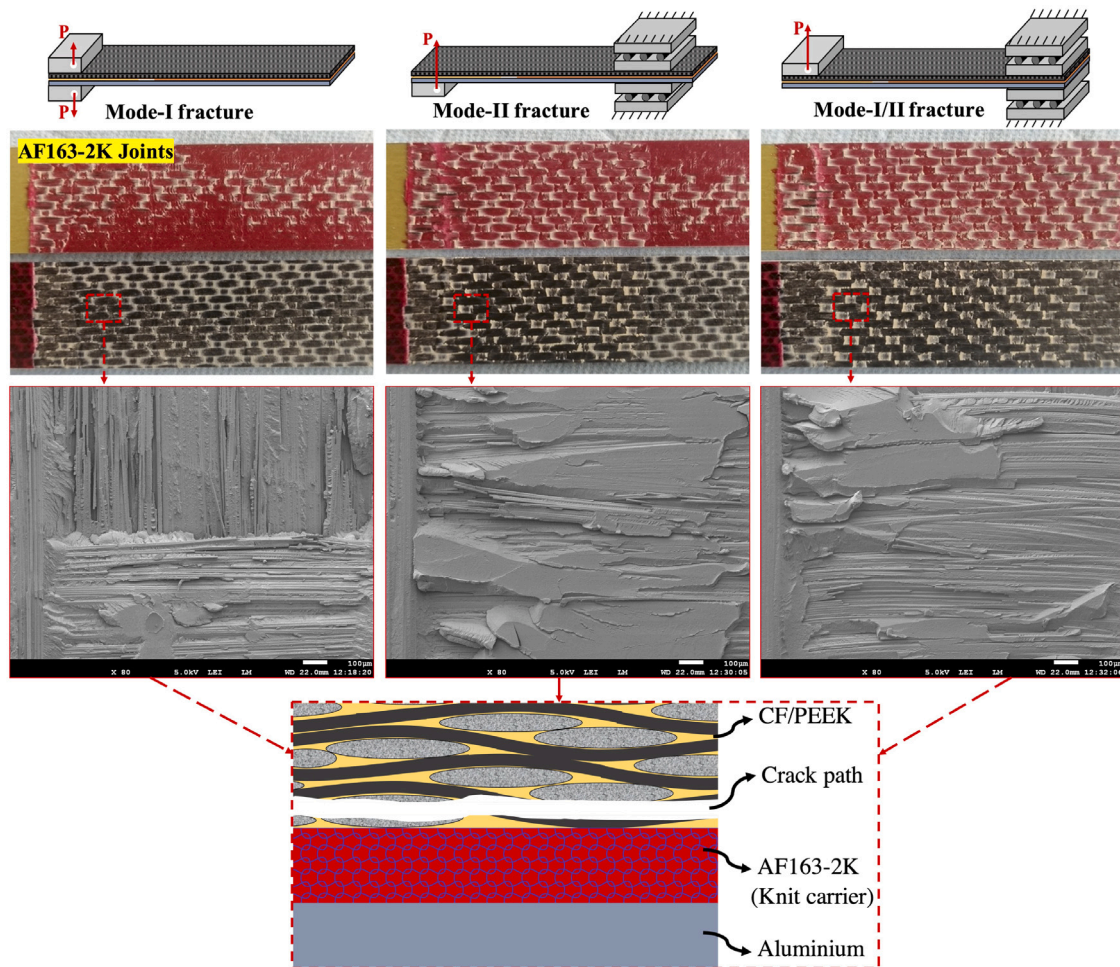 P
P
Mode-I fracture
P
Mode-II fracture
P
Mode-I/II fracture
AF163-2K Joints
X 80 5.0kV LEI LM WD 22.0mm 12:18:20
100μm
X 80 5.0kV LEI LM WD 22.0mm 12:30:05
100μm
X 80 5.0kV LEI LM WD 22.0mm 12:32:06
100μm
CF/PEEK
Crack path
AF163-2K
(Knit carrier)
Aluminium